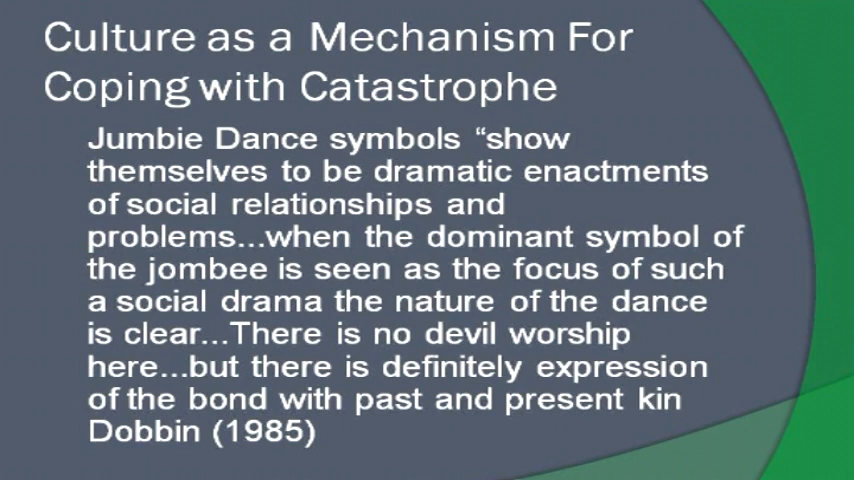 Culture as a Mechanism For
Coping with Catastrophe
Jumbie Dance symbols “show
themselves to be dramatic enactments
of social relationships and
problems...when the dominant symbol of
the jombee is seen as the focus of such
a social drama the nature of the dance
is clear...There is no devil worship
here...but there is definitely expression
of the bond with past and present kin
Dobbin (1985)